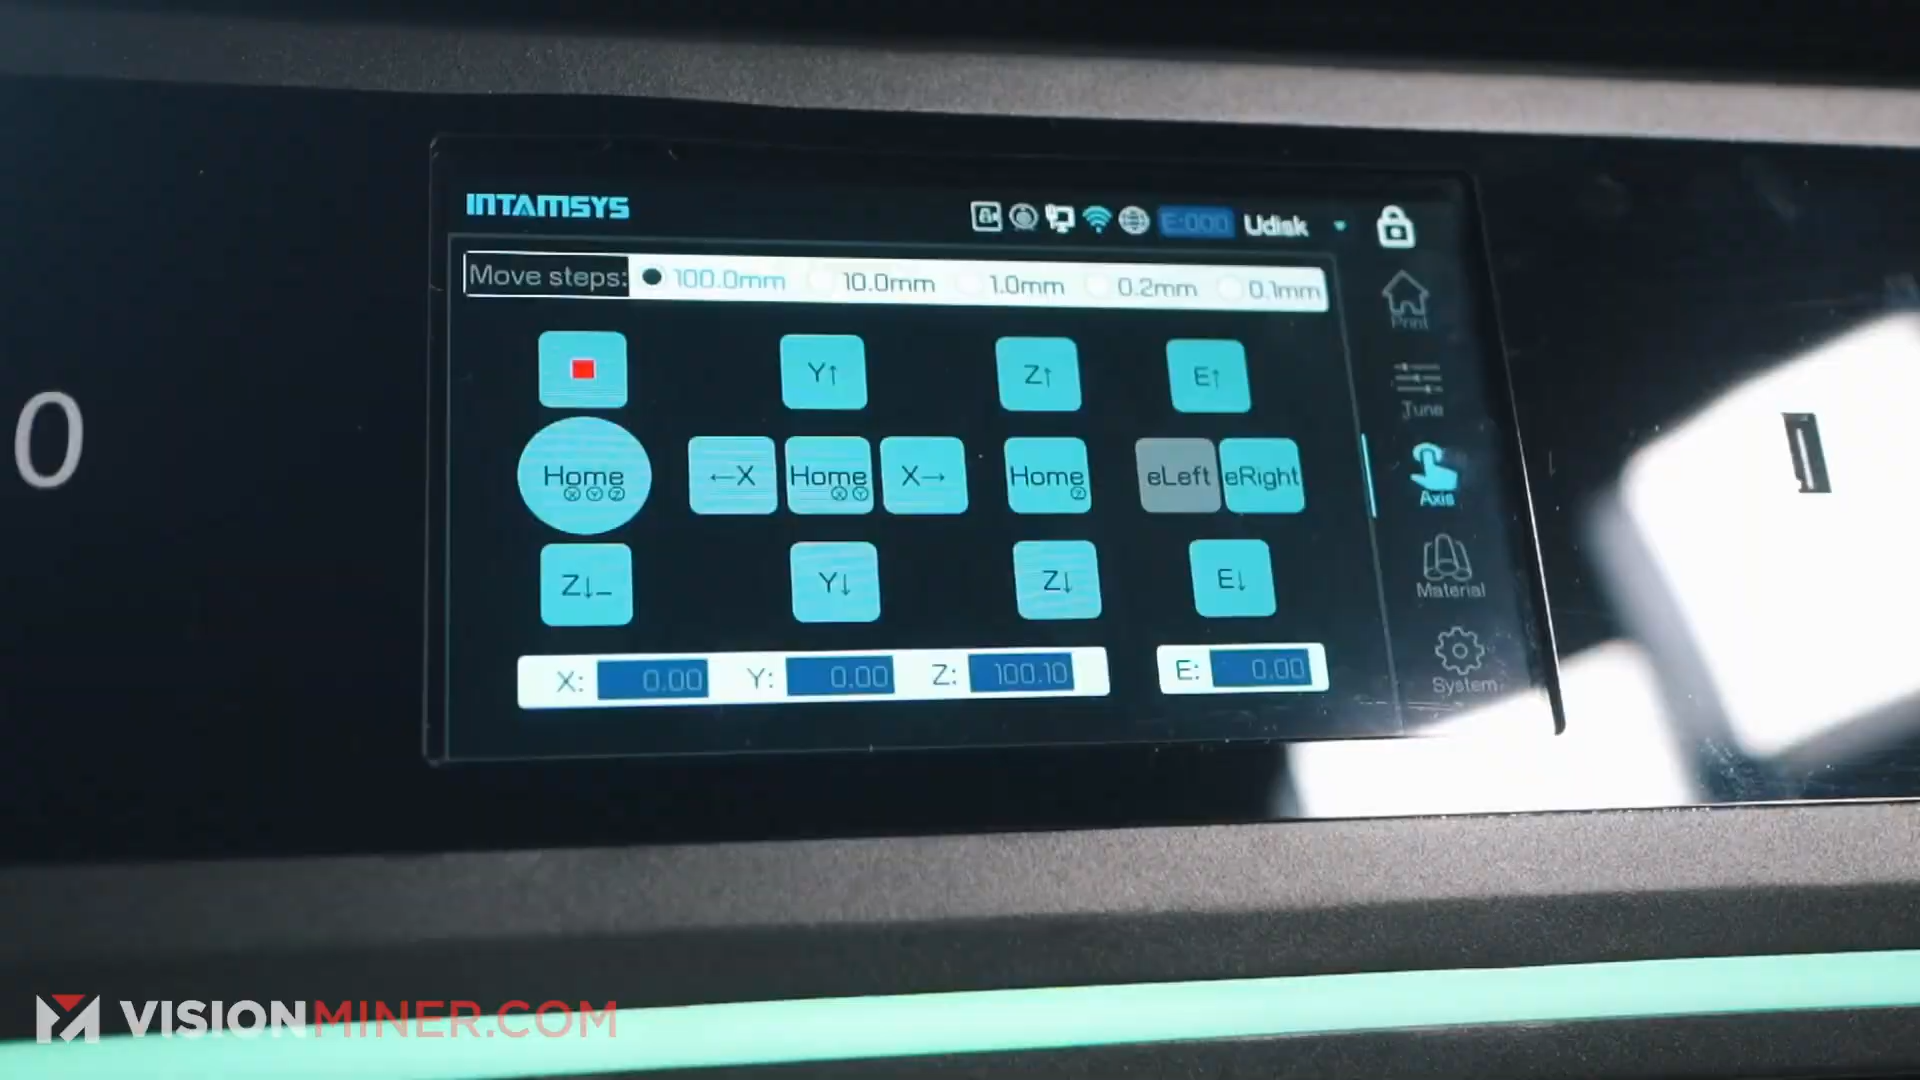 INTAMSYS
E:000 Udisk
Move steps: 100.0mm 10.0mm 1.0mm 0.2mm 0.1mm
Print
Y↑ Z↑ E↑
Tune
0
Home
X Y Z
←X Home X→ Home eLeft eRight
X Y Z
Axis
Z↓_ Y↓ Z↓ E↓
Material
X: 0.00 Y: 0.00 Z: 100.10 E: 0.00
System
VISIONMINER.COM